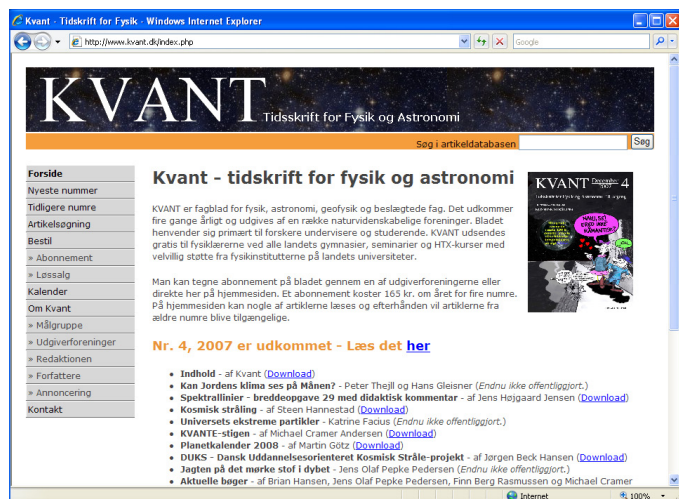 Kvant - Tidskrift for Fysik - Windows Internet Explorer
http://www.kvant.dk/index.php
Google
KVANT Tidsskrift for Fysik og Astronomi
Søg i artikeldatabasen Søg
Forside
Nyeste nummer
Tidligere numre
Artikelsøgning
Bestil
» Abonnement
» Løssalg
Kalender
Om Kvant
» Målgruppe
» Udgiverforeninger
» Redaktionen
» Forfattere
» Annoncering
Kontakt
Kvant - tidskrift for fysik og astronomi
KVANT er fagblad for fysik, astronomi, geofysik og beslægtede fag. Det udkommer
fire gange årligt og udgives af en række naturvidenskabelige foreninger. Bladet
henvender sig primært til forskere undervisere og studerende. KVANT udsendes
gratis til fysiklærerne ved alle landets gymnasier, seminarier og HTX-kurser med
velvillig støtte fra fysikinstitutterne på landets universiteter.
Man kan tegne abonnement på bladet gennem en af udgiverforeningerne eller
direkte her på hjemmesiden. Et abonnement koster 165 kr. om året for fire numre.
På hjemmesiden kan nogle af artiklerne læses og efterhånden vil artiklerne fra
ældre numre blive tilgængelige.
KVANT December 2007 4
Nr. 4, 2007 er udkommet - Læs det her
• Indhold - af Kvant (Download)
• Kan Jordens klima ses på Månen? - Peter Thejll og Hans Gleisner (Endnu ikke offentliggjort.)
• Spektrallinier - breddeopgave 29 med didaktisk kommentar - af Jens Højgaard Jensen (Download)
• Kosmisk stråling - af Steen Hannestad (Download)
• Universets ekstreme partikler - Katrine Facius (Endnu ikke offentliggjort.)
• KVANTE-stigen - af Michael Cramer Andersen (Download)
• Planetkalender 2008 - af Martin Götz (Download)
• DUKS - Dansk Uddannelsesorienteret Kosmisk Stråle-projekt - af Jørgen Beck Hansen (Download)
• Jagten på det mørke stof i dybet - Jens Olaf Pepke Pedersen (Endnu ikke offentliggjort.)
• Aktuelle bøger - af Brian Hansen, Jens Olaf Pepke Pedersen, Finn Berg Rasmussen og Michael Cramer
Internet 100%